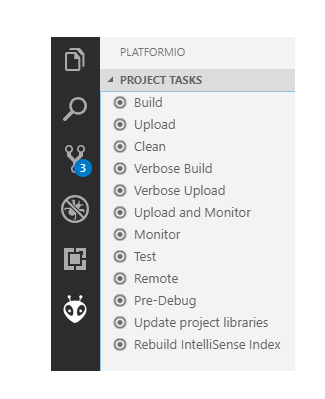 PLATFORMIO
PROJECT TASKS
Build
Upload
Clean
3
Verbose Build
Verbose Upload
Upload and Monitor
Monitor
Test
Remote
Pre-Debug
Update project libraries
Rebuild IntelliSense Index